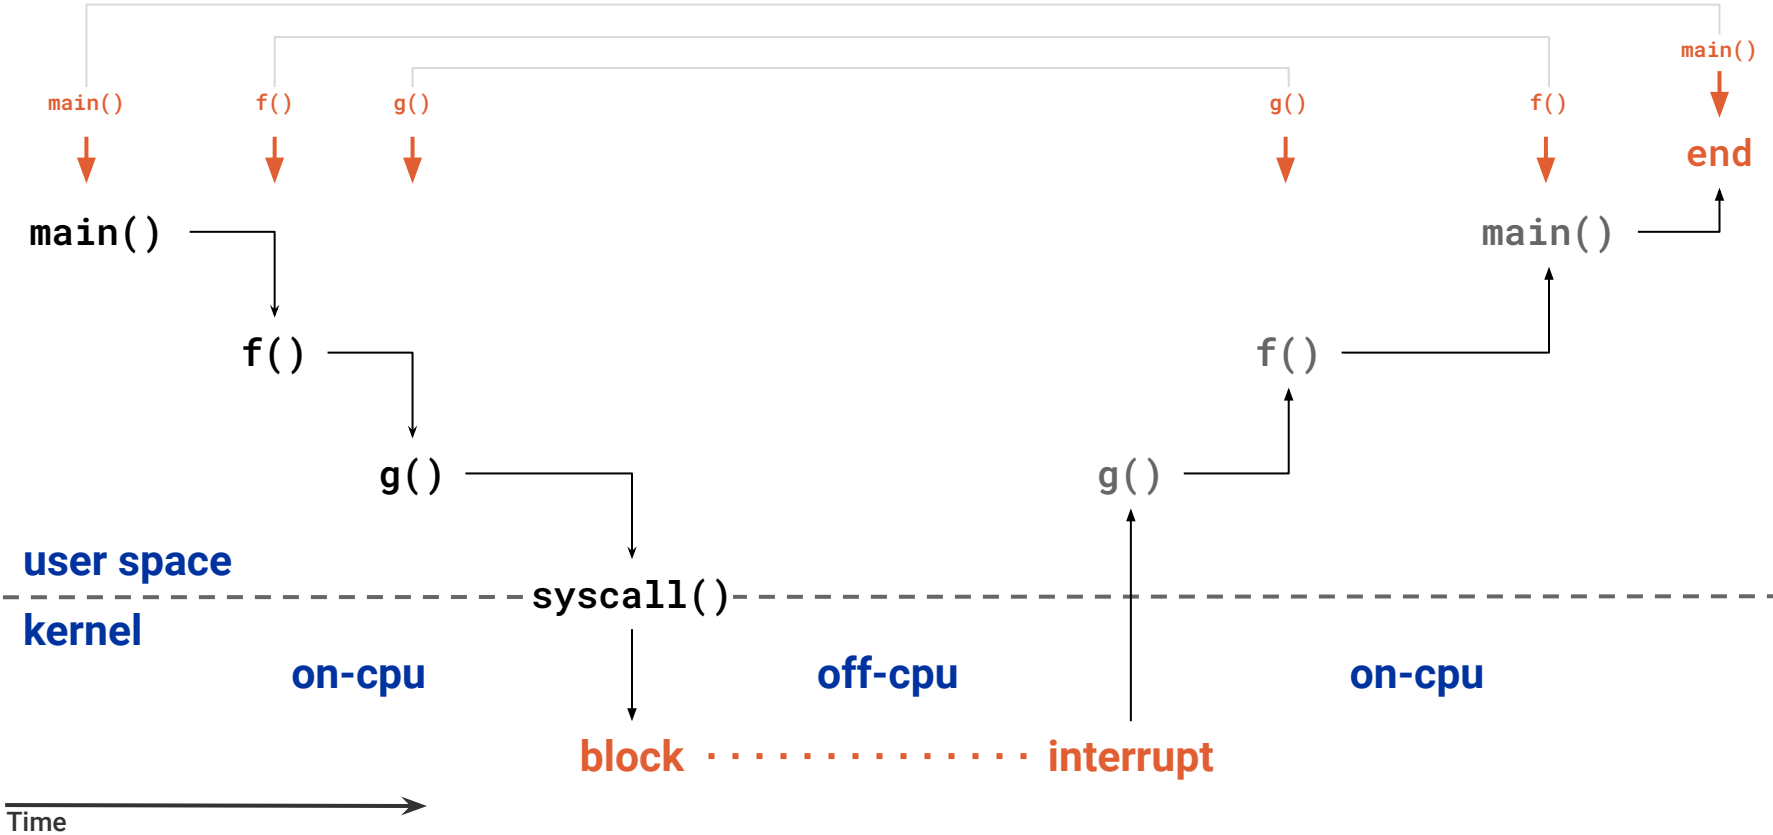 main()
main()
f()
g()
g()
f()
end
main()
main()
f()
f()
g()
g()
user space
syscall()
kernel
on-cpu
off-cpu
on-cpu
block
interrupt
Time